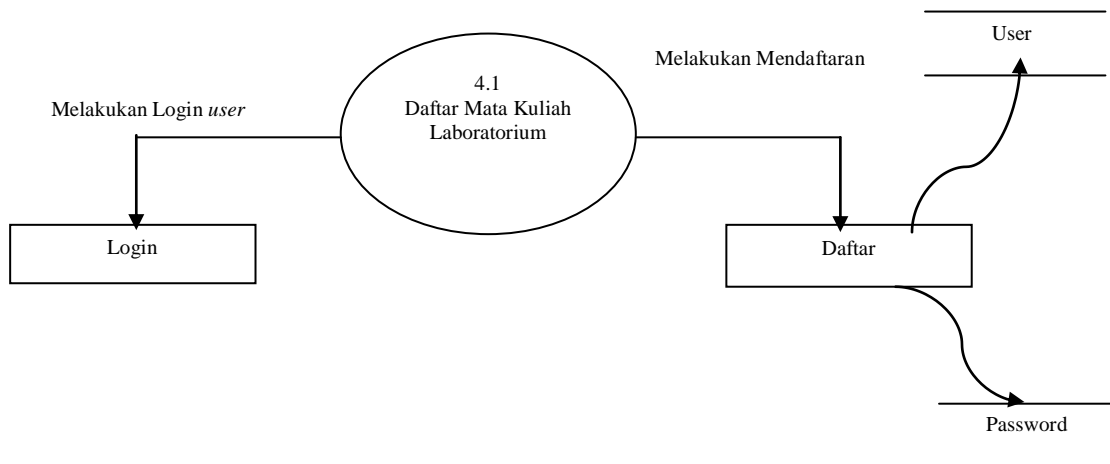 User
Melakukan Mendaftaran
4.1
Daftar Mata Kuliah
Laboratorium
Melakukan Login user
Login
Daftar
Password